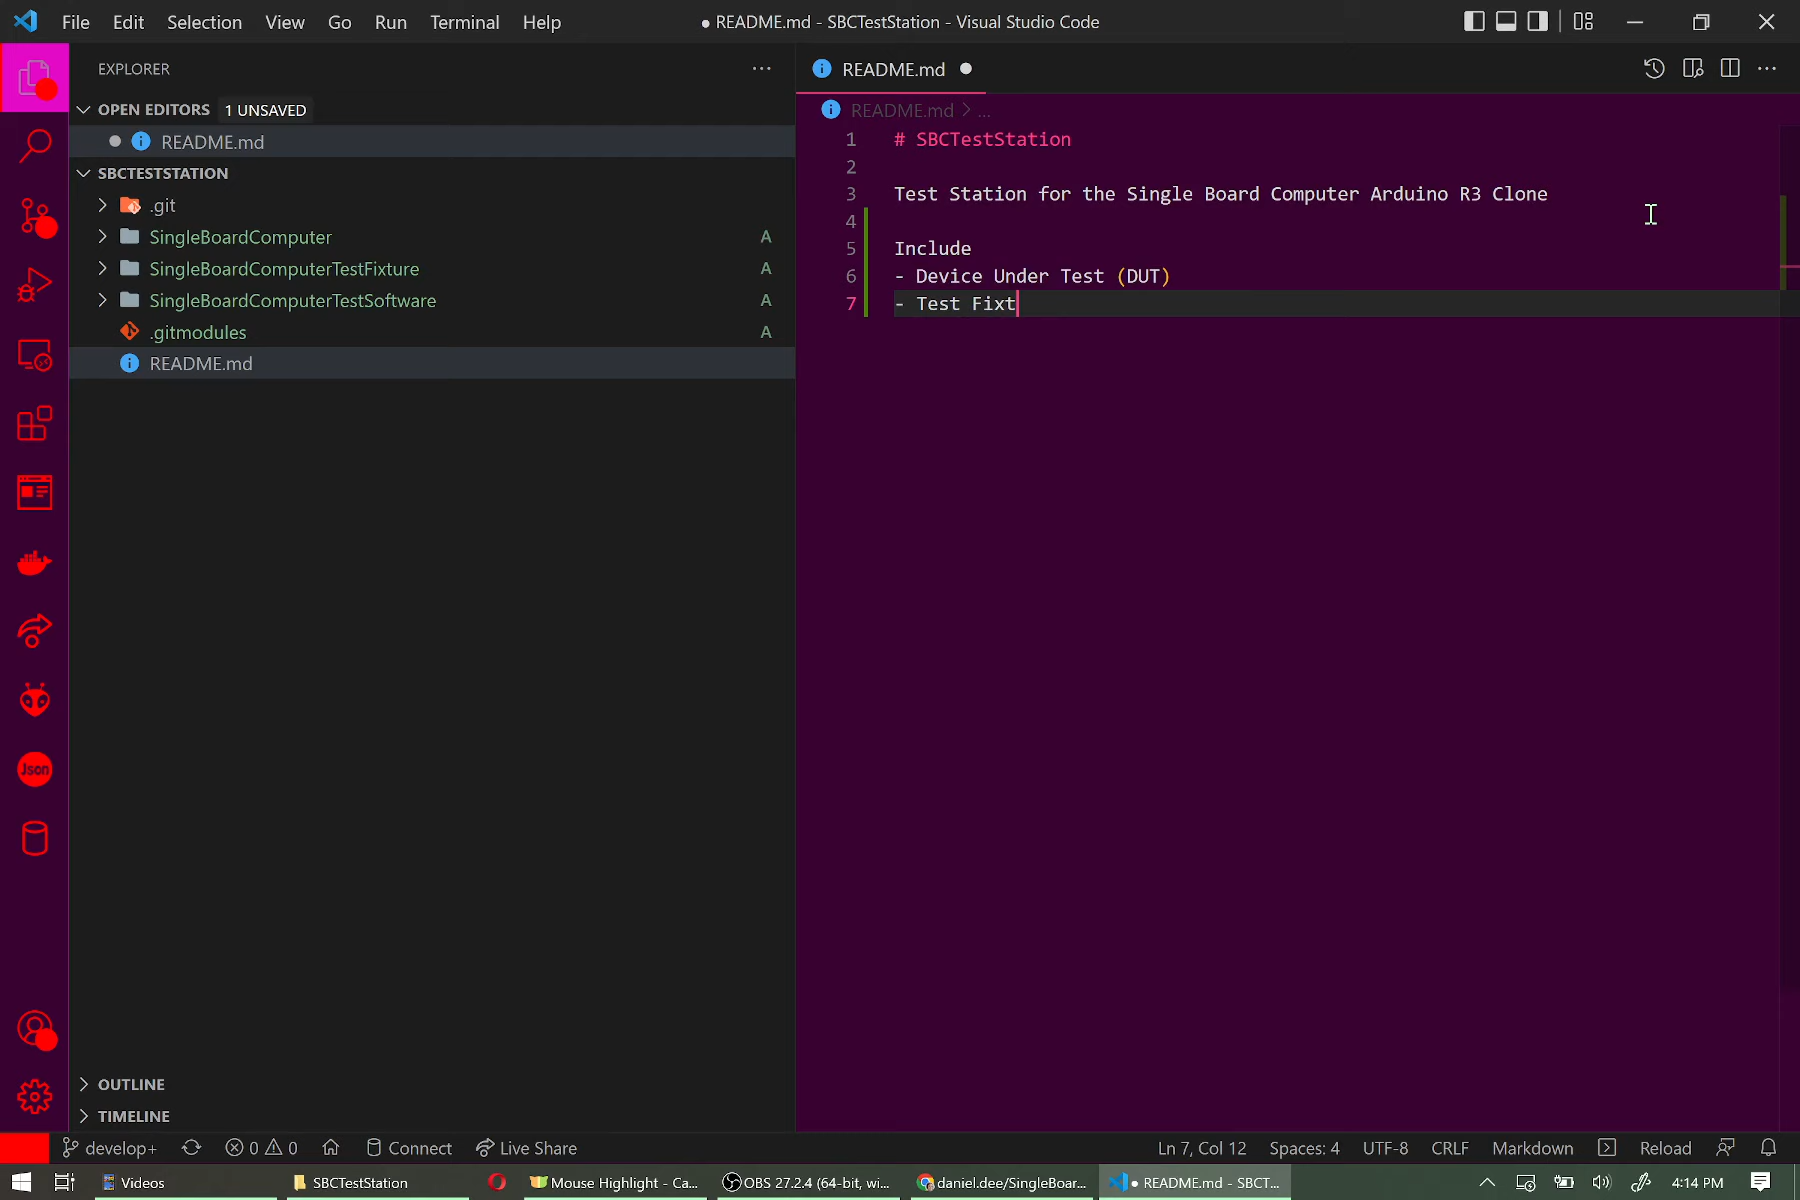 File Edit Selection View Go Run Terminal Help
● README.md - SBCTestStation - Visual Studio Code
EXPLORER
OPEN EDITORS 1 UNSAVED
README.md
SBCTESTSTATION
.git
SingleBoardComputer A
SingleBoardComputerTestFixture A
SingleBoardComputerTestSoftware A
.gitmodules A
README.md
OUTLINE
TIMELINE
Json
README.md
README.md > ...
1 # SBCTestStation
2
3 Test Station for the Single Board Computer Arduino R3 Clone
4
5 Include
6 - Device Under Test (DUT)
7 - Test Fixt
develop+ 0 0 Connect Live Share Ln 7, Col 12 Spaces: 4 UTF-8 CRLF Markdown Reload
Videos SBCTestStation Mouse Highlight - Ca... OBS 27.2.4 (64-bit, wi... daniel.dee/SingleBoar... ● README.md - SBCT... 4:14 PM